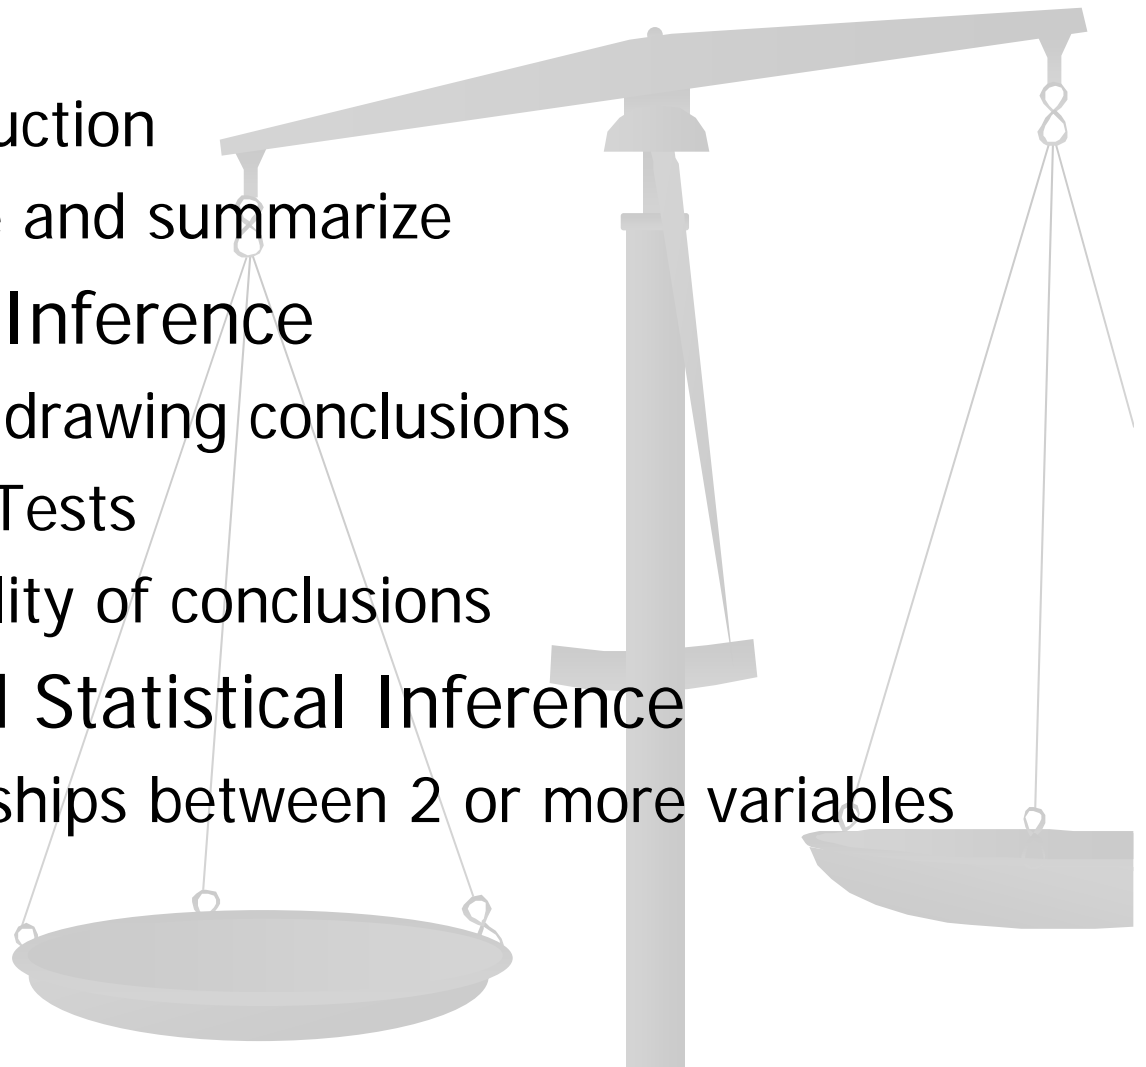 uction
and summarize
Inference
drawing conclusions
Tests
lity of conclusions
Statistical Inference
ships between 2 or more variables